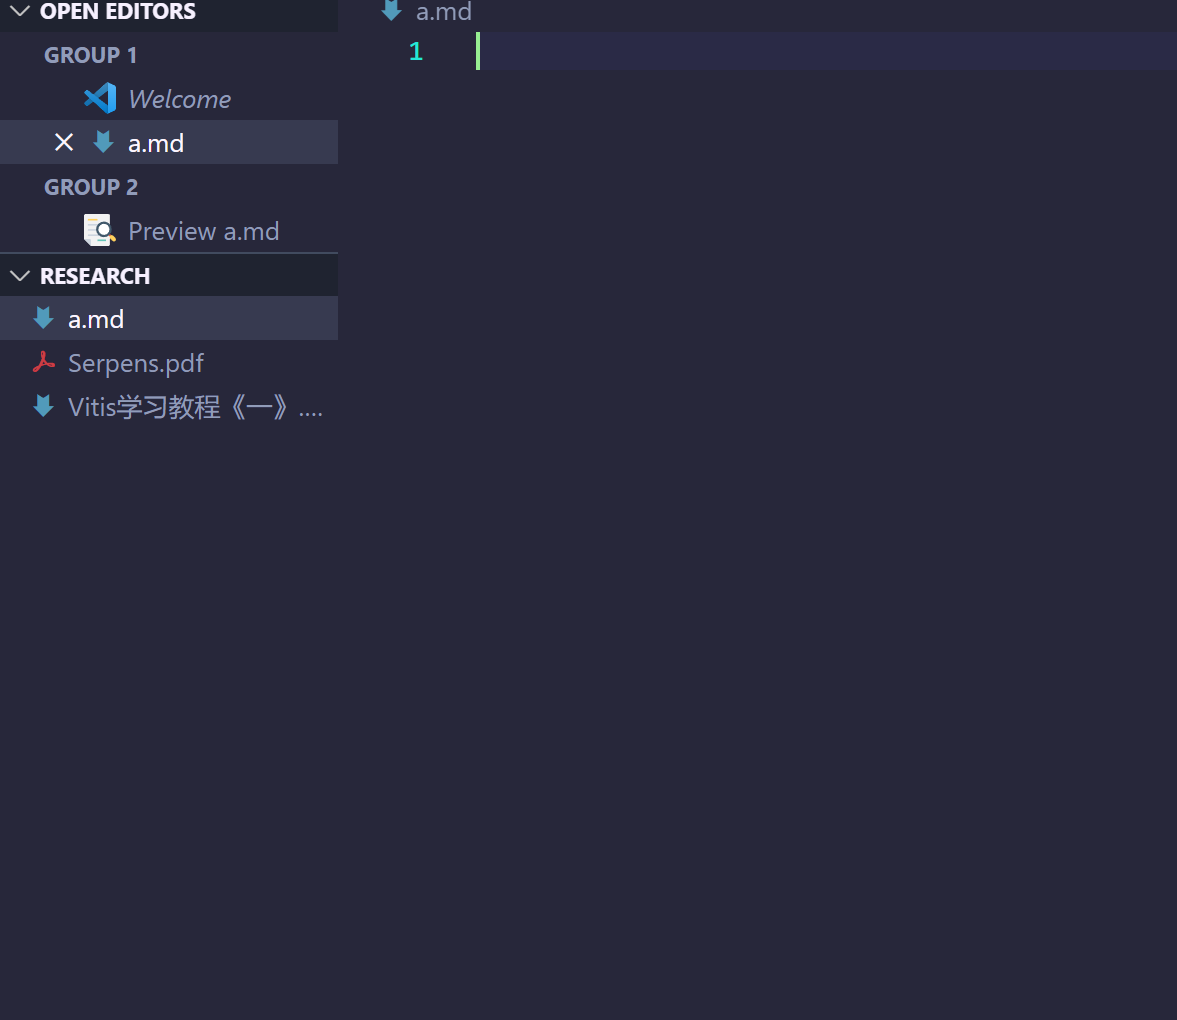 OPEN EDITORS
GROUP 1
Welcome
a.md
GROUP 2
Preview a.md
RESEARCH
a.md
Serpens.pdf
Vitis学习教程《一》....
a.md
1